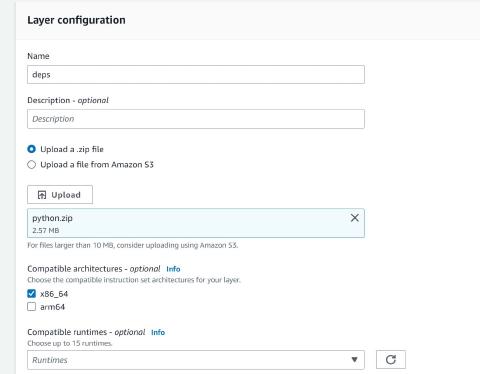 Layer configuration
Name
deps
Description - optional
Description
Upload a .zip file
Upload a file from Amazon S3
Upload
python.zip
2.57 MB
For files larger than 10 MB, consider uploading using Amazon S3.
Compatible architectures - optional Info
Choose the compatible instruction set architectures for your layer.
x86_64
arm64
Compatible runtimes - optional Info
Choose up to 15 runtimes.
Runtimes